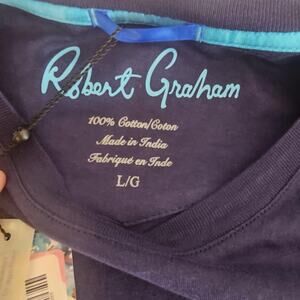 Robert Graham
100% Cotton/Coton
Made in India
Fabriqué en Inde
L/G